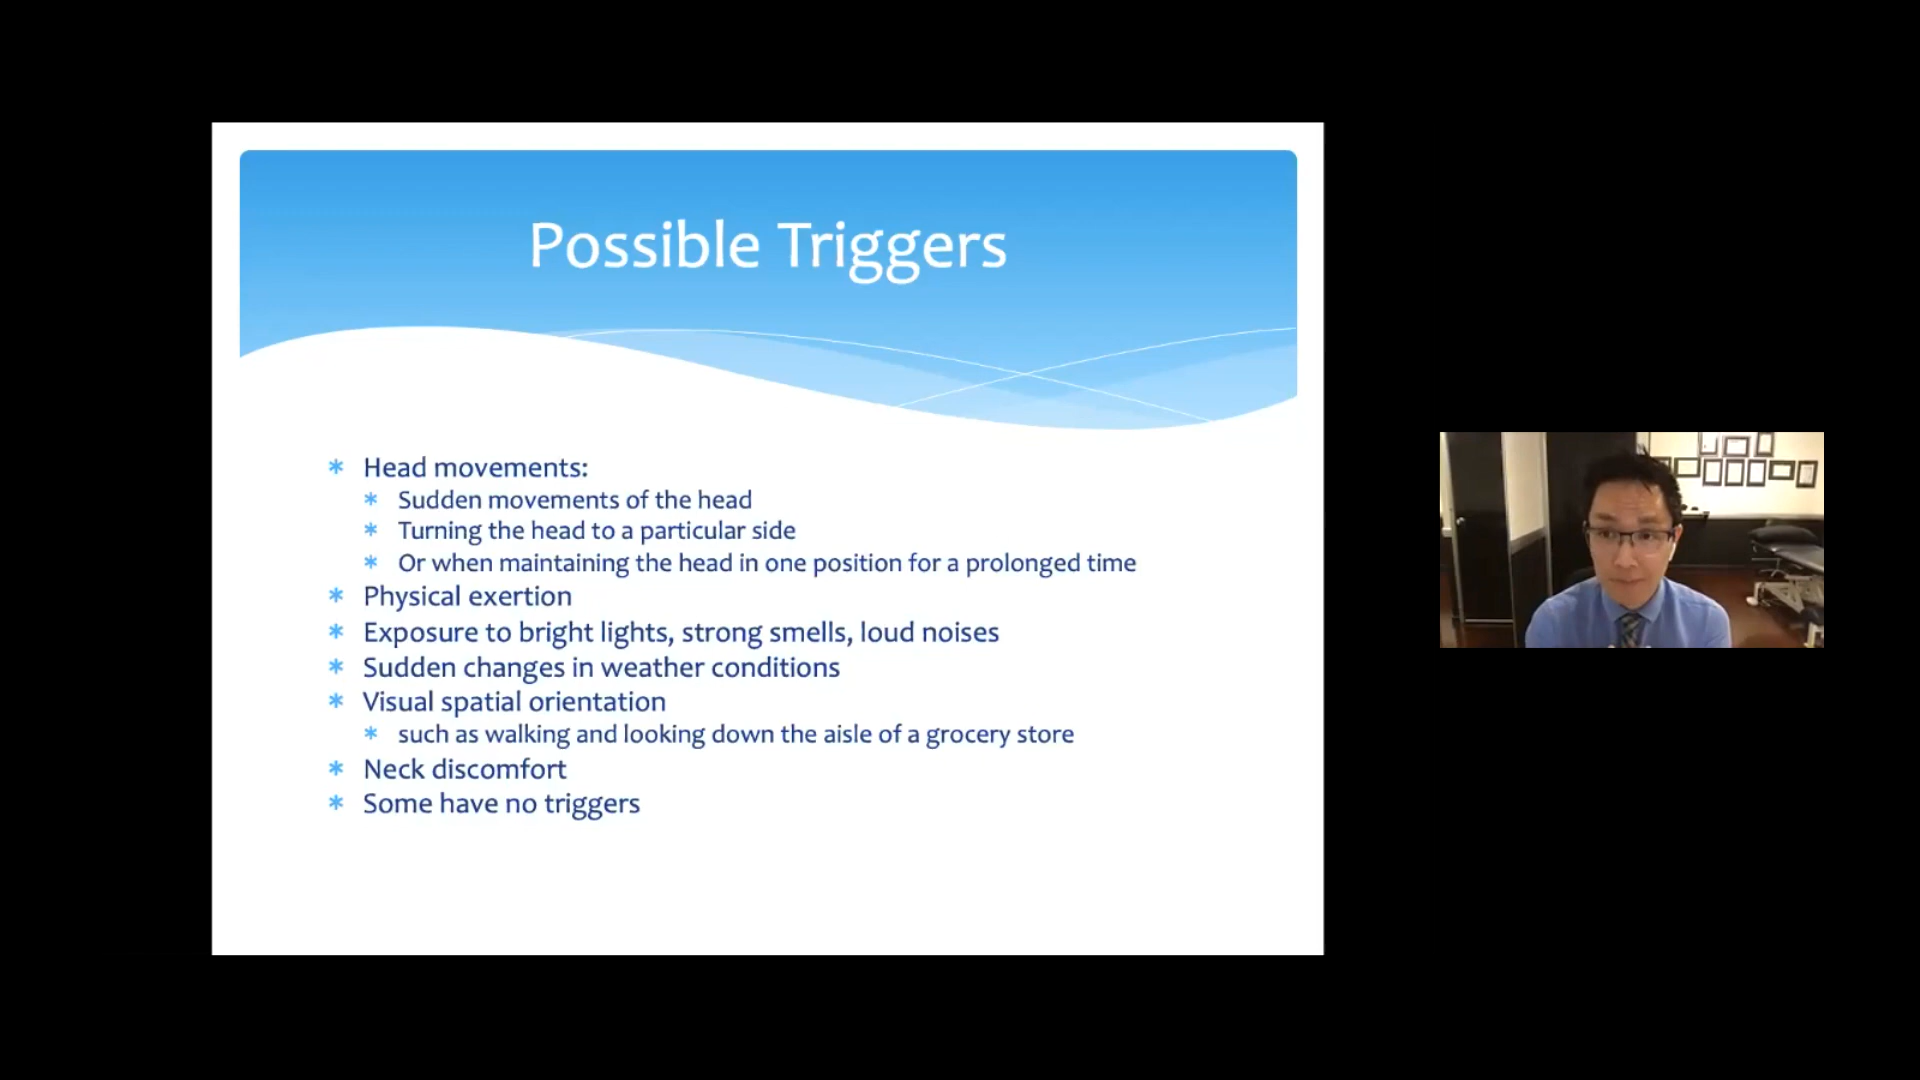 Possible Triggers
* Head movements:
* Sudden movements of the head
* Turning the head to a particular side
* Or when maintaining the head in one position for a prolonged time
* Physical exertion
* Exposure to bright lights, strong smells, loud noises
* Sudden changes in weather conditions
* Visual spatial orientation
* such as walking and looking down the aisle of a grocery store
* Neck discomfort
* Some have no triggers